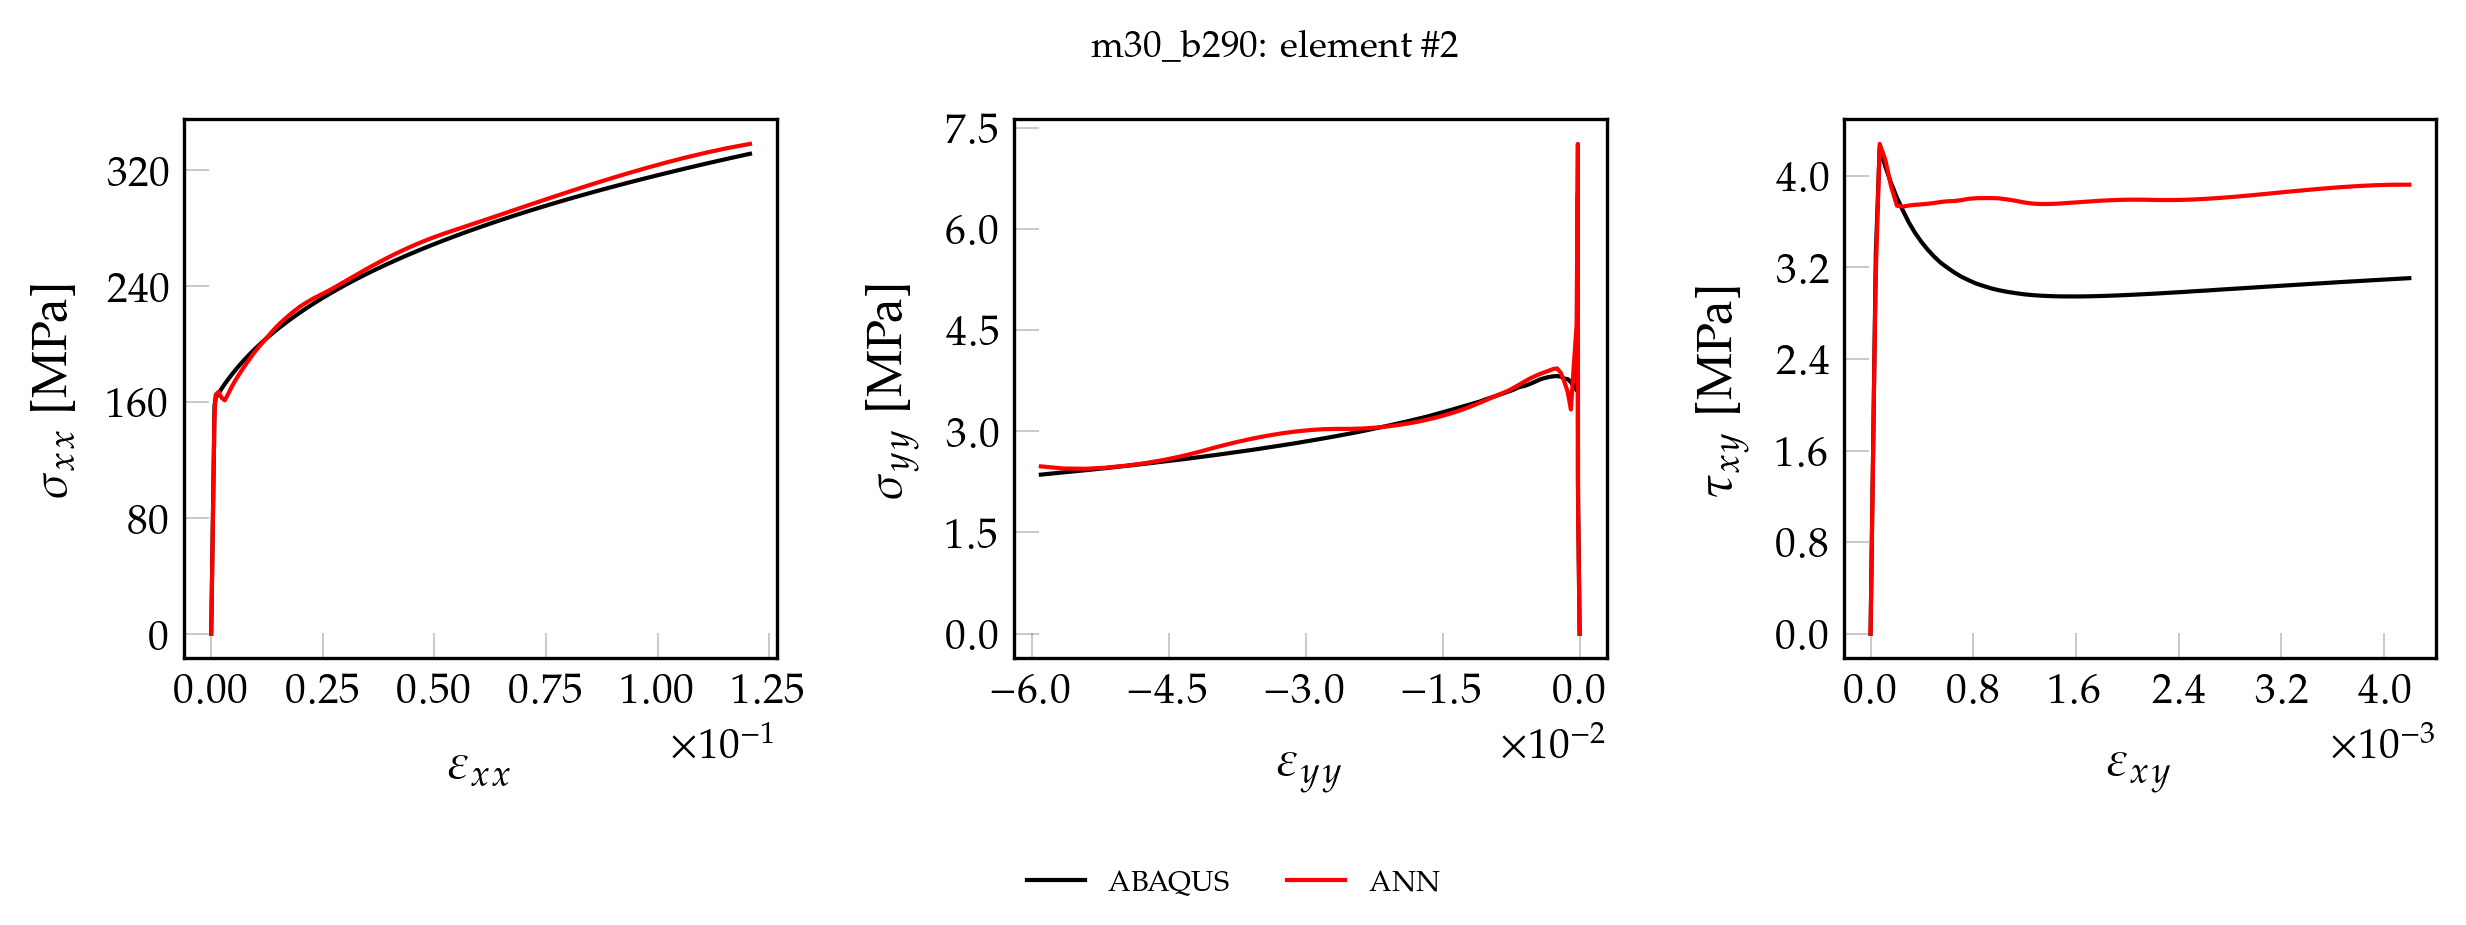 m30_b290: element #2
σxx [MPa]
320
240
160
80
0
0.00 0.25 0.50 0.75 1.00 1.25
×10⁻¹
εxx
σyy [MPa]
7.5
6.0
4.5
3.0
1.5
0.0
−6.0 −4.5 −3.0 −1.5 0.0
×10⁻²
εyy
τxy [MPa]
4.0
3.2
2.4
1.6
0.8
0.0
0.0 0.8 1.6 2.4 3.2 4.0
×10⁻³
εxy
ABAQUS ANN